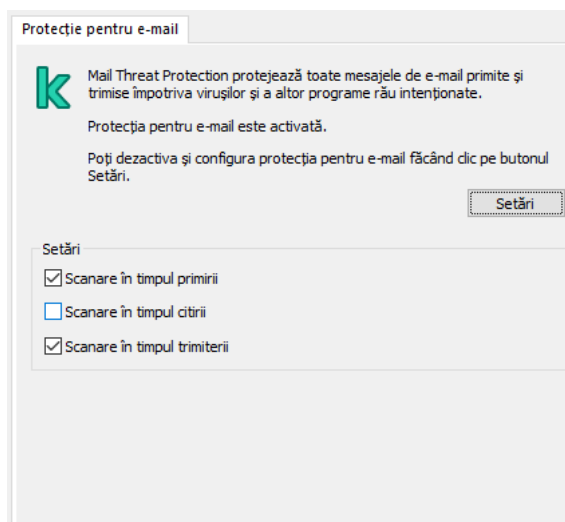 Protecție pentru e-mail
Mail Threat Protection protejează toate mesajele de e-mail primite și
trimise împotriva virușilor și a altor programe rău intenționate.
Protecția pentru e-mail este activată.
Poți dezactiva și configura protecția pentru e-mail făcând clic pe butonul
Setări.
Setări
Setări
Scanare în timpul primirii
Scanare în timpul citirii
Scanare în timpul trimiterii